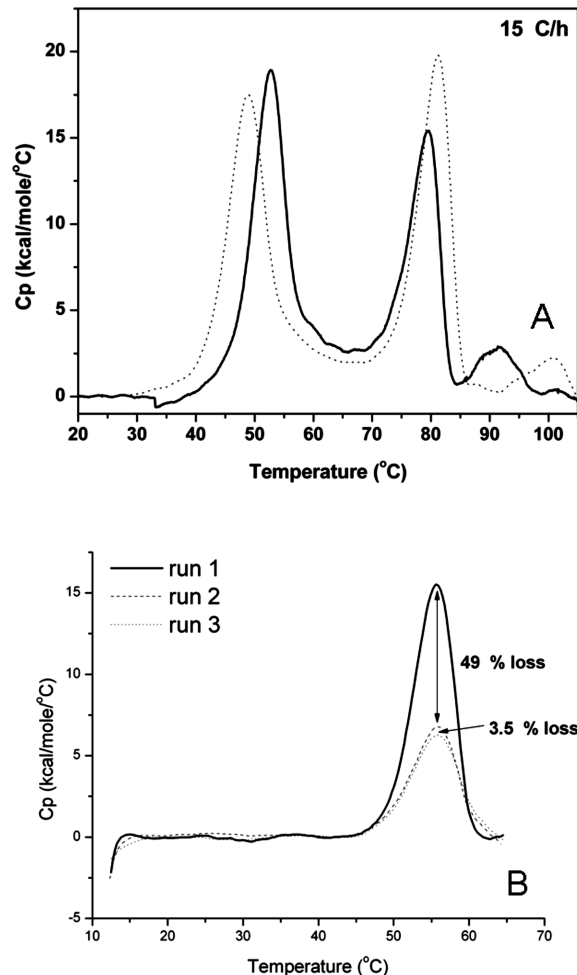 15 C/h
20
15
10
5
0
Cp (kcal/mole/°C)
A
20 30 40 50 60 70 80 90 100
Temperature (°C)
run 1
run 2
run 3
15
10
5
0
-5
Cp (kcal/mole/°C)
49 % loss
3.5 % loss
B
10 20 30 40 50 60 70
Temperature (°C)